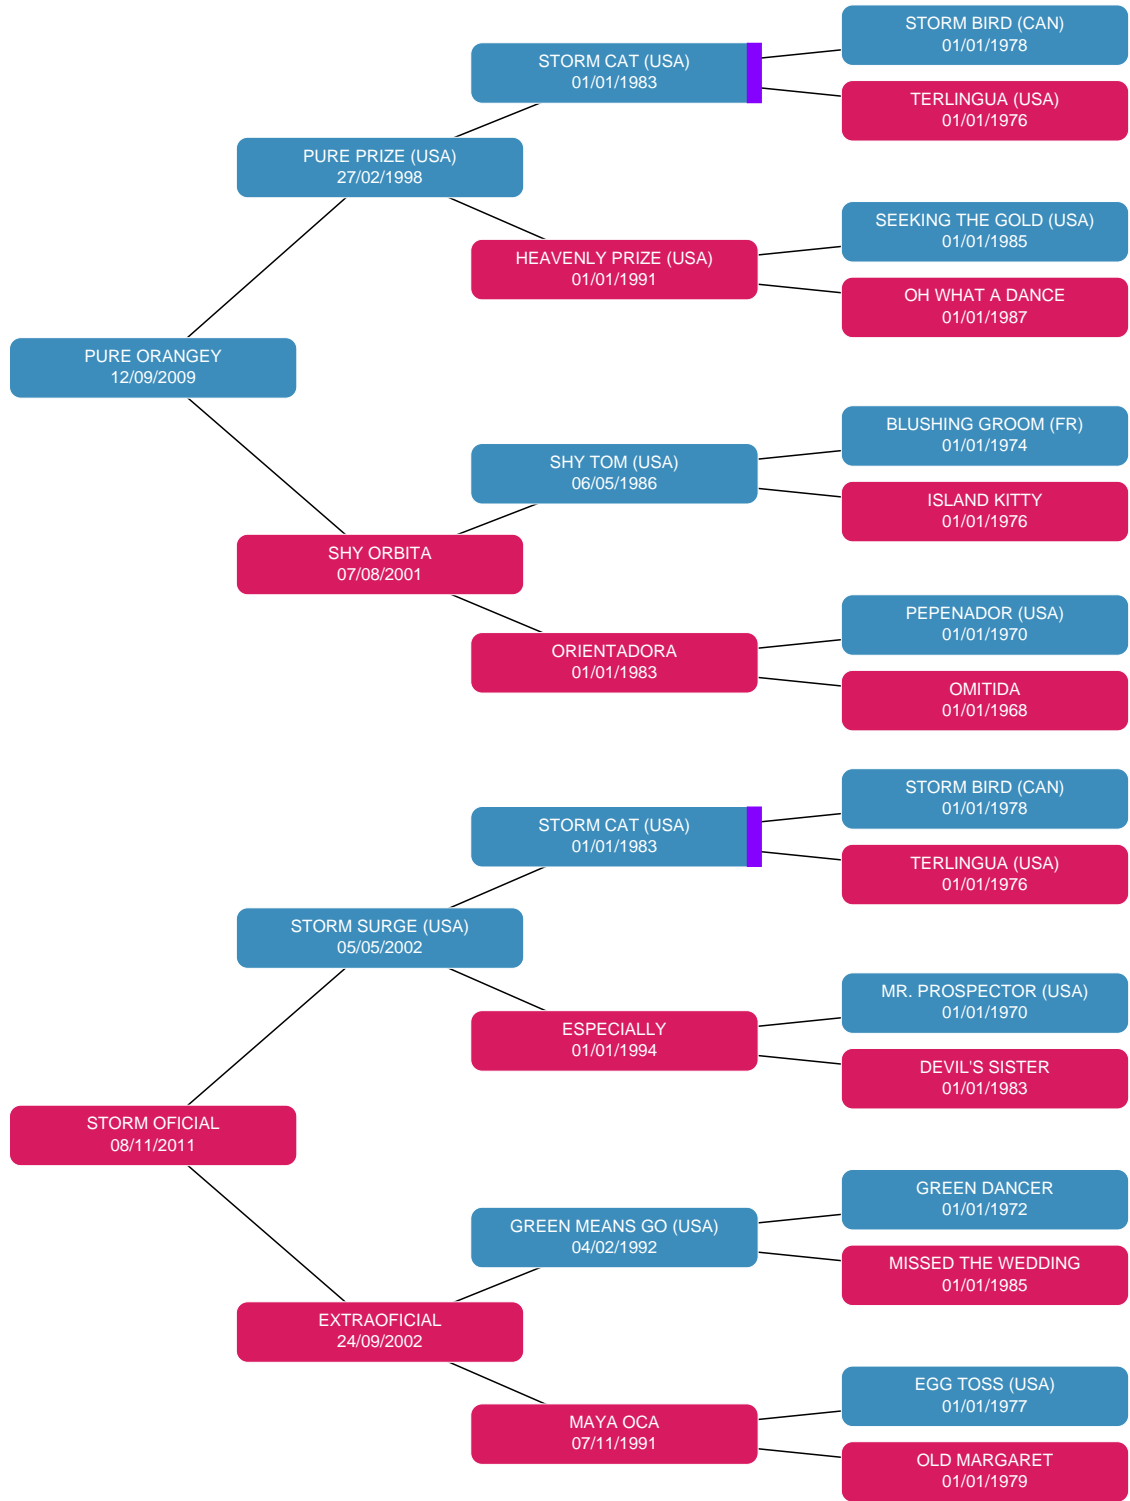 STORM BIRD (CAN)
01/01/1978
STORM CAT (USA)
01/01/1983
TERLINGUA (USA)
01/01/1976
PURE PRIZE (USA)
27/02/1998
SEEKING THE GOLD (USA)
01/01/1985
HEAVENLY PRIZE (USA)
01/01/1991
OH WHAT A DANCE
01/01/1987
PURE ORANGEY
12/09/2009
BLUSHING GROOM (FR)
01/01/1974
SHY TOM (USA)
06/05/1986
ISLAND KITTY
01/01/1976
SHY ORBITA
07/08/2001
PEPENADOR (USA)
01/01/1970
ORIENTADORA
01/01/1983
OMITIDA
01/01/1968
STORM BIRD (CAN)
01/01/1978
STORM CAT (USA)
01/01/1983
TERLINGUA (USA)
01/01/1976
STORM SURGE (USA)
05/05/2002
MR. PROSPECTOR (USA)
01/01/1970
ESPECIALLY
01/01/1994
DEVIL'S SISTER
01/01/1983
STORM OFICIAL
08/11/2011
GREEN DANCER
01/01/1972
GREEN MEANS GO (USA)
04/02/1992
MISSED THE WEDDING
01/01/1985
EXTRAOFICIAL
24/09/2002
EGG TOSS (USA)
01/01/1977
MAYA OCA
07/11/1991
OLD MARGARET
01/01/1979